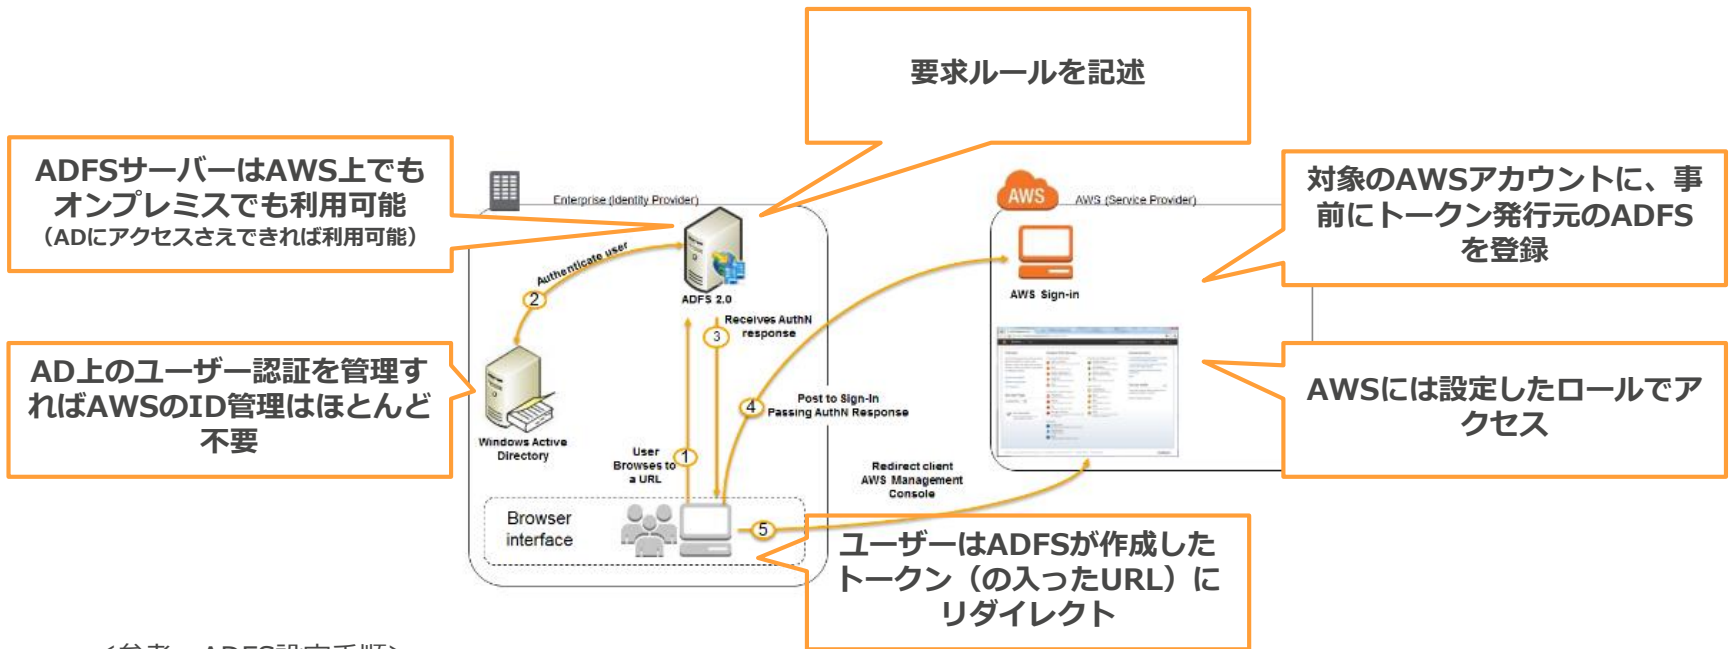 要求ルールを記述
ADFSサーバーはAWS上でも
オンプレミスでも利用可能
（ADにアクセスさえできれば利用可能）
対象のAWSアカウントに、事
前にトークン発行元のADFS
を登録
Enterprise (Identity Provider)
AWS
AWS (Service Provider)
Authenticate user
2
ADFS 2.0
AWS Sign-in
Receives AuthN
response
3
AD上のユーザー認証を管理す
ればAWSのID管理はほとんど
不要
AWSには設定したロールでア
クセス
4
Post to Sign-In
Passing AuthN Response
Windows Active
Directory
User
Browses to
a URL
1
Redirect client
AWS Management
Console
Browser
interface
5
ユーザーはADFSが作成した
トークン（の入ったURL）に
リダイレクト